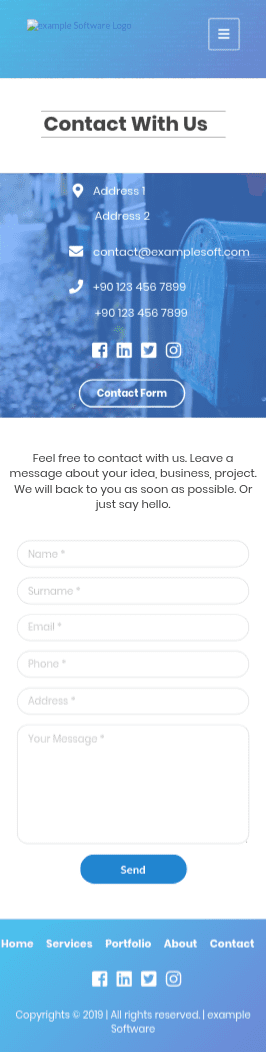 example Software Logo
Contact With Us
Address 1
Address 2
contact@examplesoft.com
+90 123 456 7899
+90 123 456 7899
Contact Form
Feel free to contact with us. Leave a
message about your idea, business, project.
We will back to you as soon as possible. Or
just say hello.
Name *
Surname *
Email *
Phone *
Address *
Your Message *
Send
Home Services Portfolio About Contact
Copyrights © 2019 | All rights reserved. | example
Software